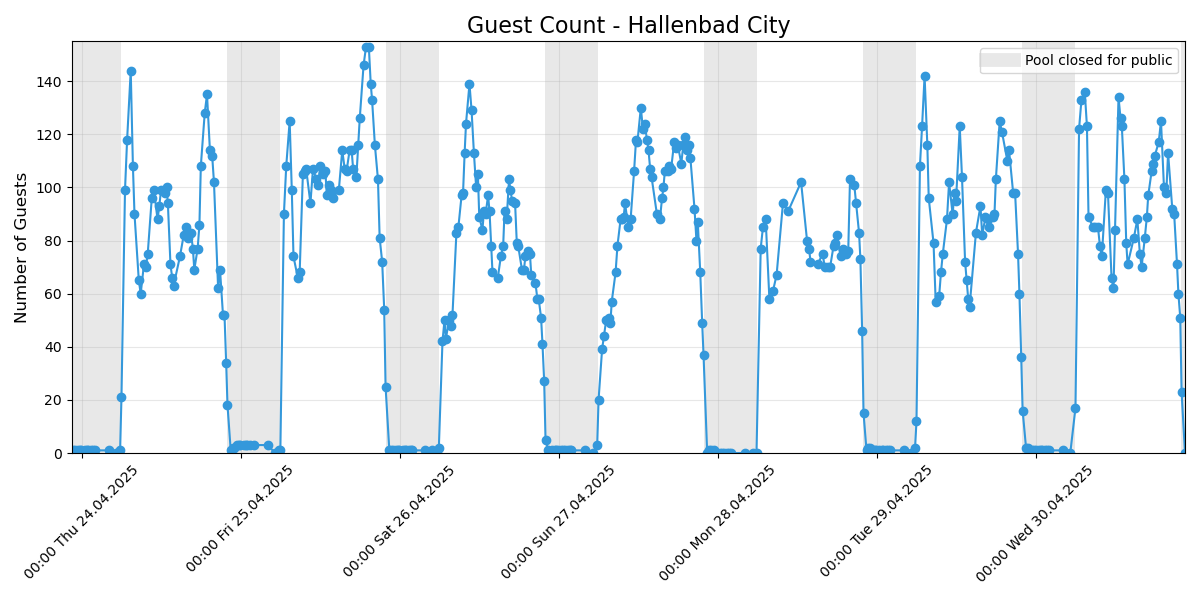 Guest Count - Hallenbad City
Pool closed for public
Number of Guests
140
120
100
80
60
40
20
0
00:00 Thu 24.04.2025
00:00 Fri 25.04.2025
00:00 Sat 26.04.2025
00:00 Sun 27.04.2025
00:00 Mon 28.04.2025
00:00 Tue 29.04.2025
00:00 Wed 30.04.2025